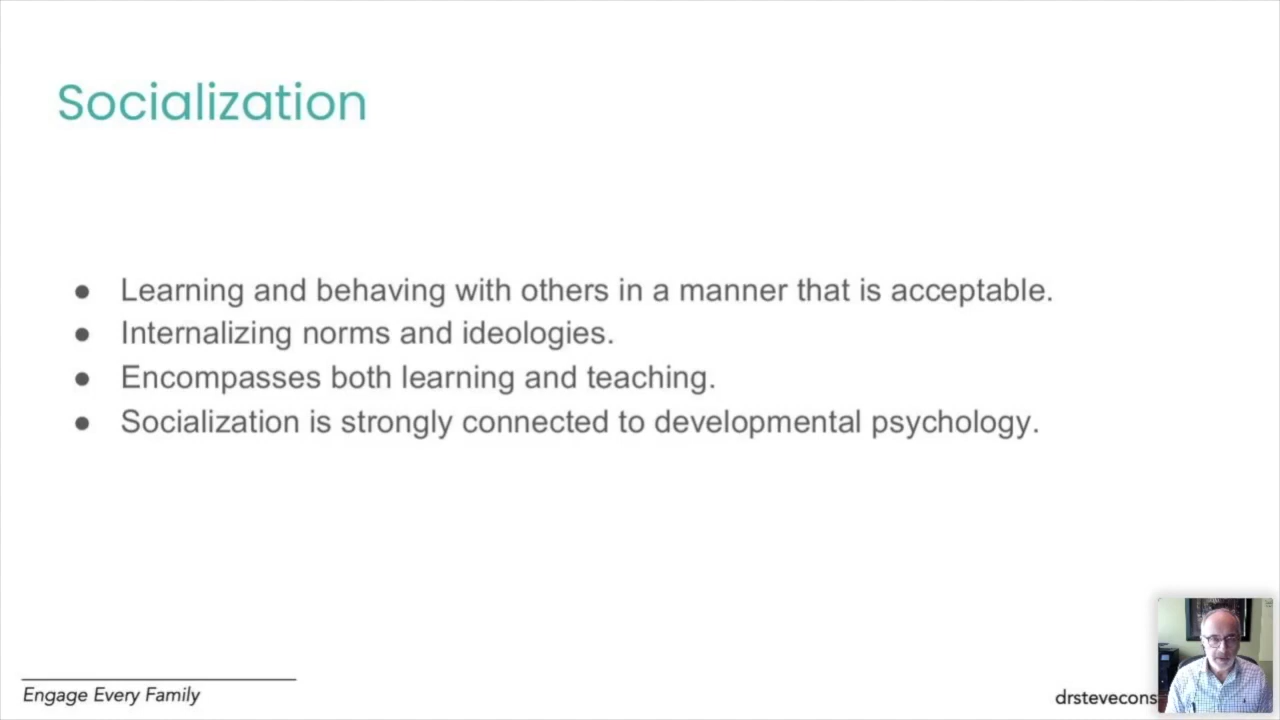 Socialization
● Learning and behaving with others in a manner that is acceptable.
● Internalizing norms and ideologies.
● Encompasses both learning and teaching.
● Socialization is strongly connected to developmental psychology.
Engage Every Family